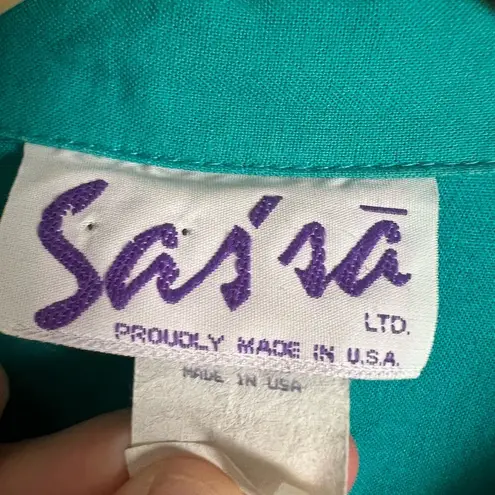 Sas'sā
LTD.
PROUDLY MADE IN U.S.A.
MADE IN USA